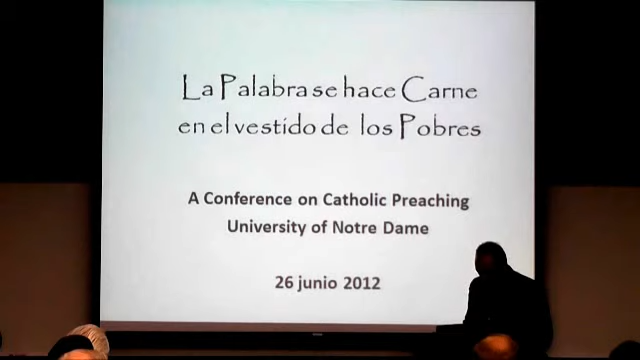 La Palabra se hace Carne
en el vestido de los Pobres
A Conference on Catholic Preaching
University of Notre Dame
26 junio 2012